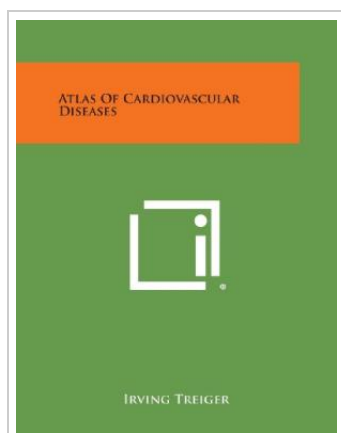 Atlas Of Cardiovascular
Diseases
i
®
Irving Treiger